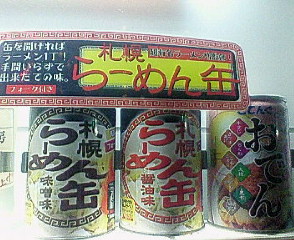 缶を開ければ
ラーメン1丁!
手間いらずで
出来たての味。
フォーク付き
札幌
らーめん缶
札幌
らーめん缶
味噌味
札幌
らーめん缶
醤油味
おでん